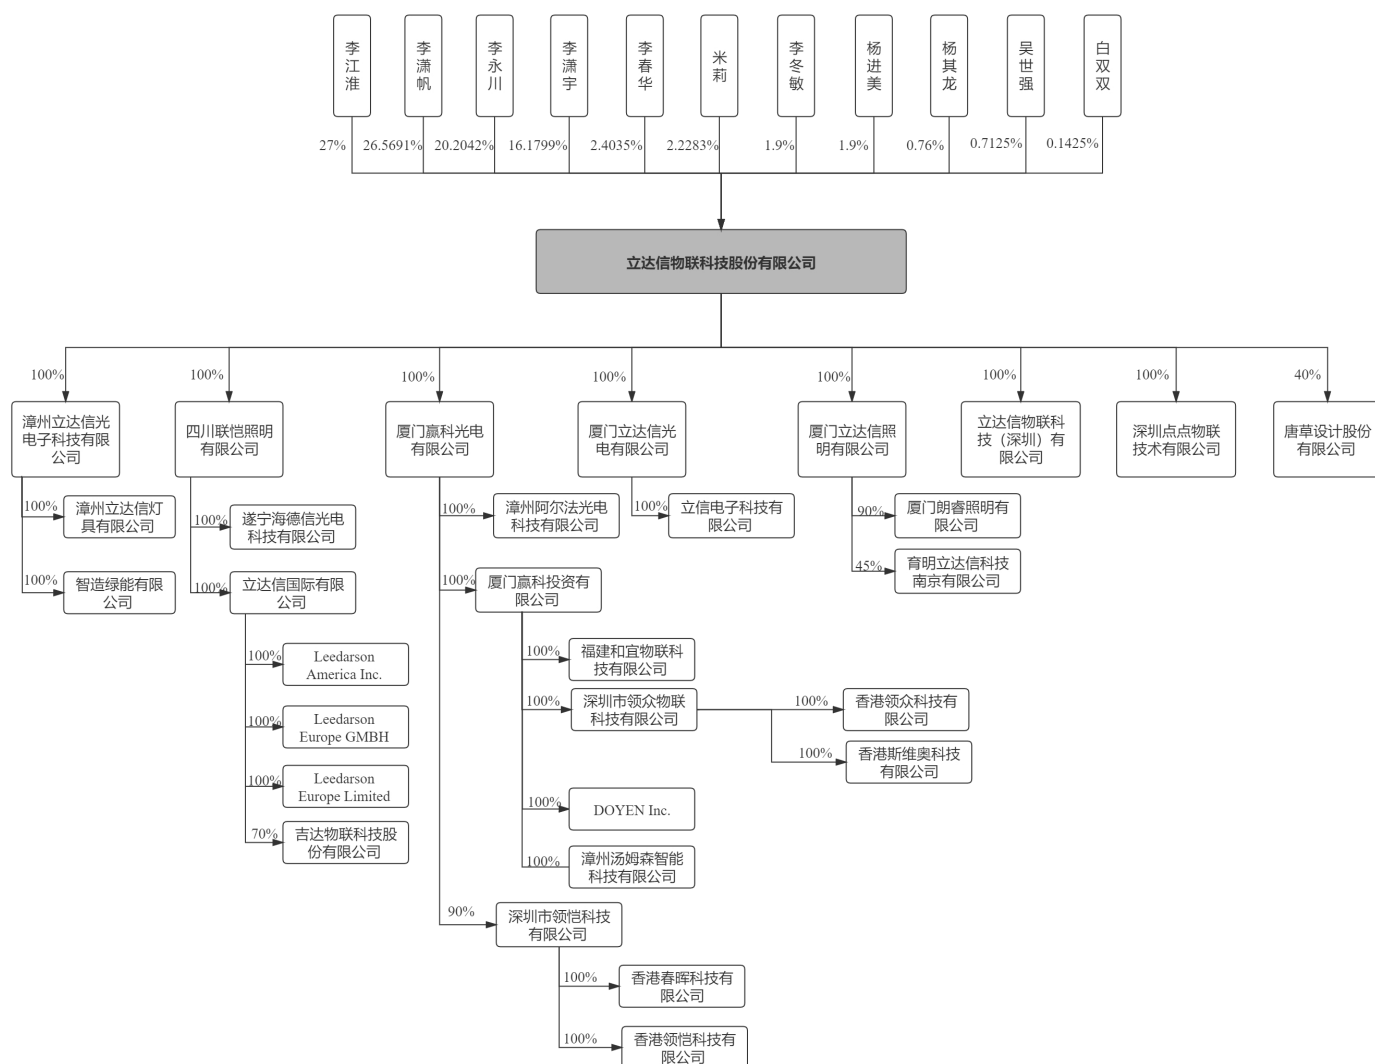 李江淮
李潇帆
李永川
李潇宇
李春华
米莉
李冬敏
杨进美
杨其龙
吴世强
白双双
27%
26.5691%
20.2042%
16.1799%
2.4035%
2.2283%
1.9%
1.9%
0.76%
0.7125%
0.1425%
立达信物联科技股份有限公司
100%
100%
100%
100%
100%
100%
100%
40%
漳州立达信光
电子科技有限
公司
四川联恺照明
有限公司
厦门赢科光电
有限公司
厦门立达信光
电有限公司
厦门立达信照
明有限公司
立达信物联科
技（深圳）有
限公司
深圳点点物联
技术有限公司
唐草设计股份
有限公司
100%
漳州立达信灯
具有限公司
100%
智造绿能有限
公司
100%
遂宁海德信光电
科技有限公司
100%
立达信国际有限
公司
100%
Leedarson
America Inc.
100%
Leedarson
Europe GMBH
100%
Leedarson
Europe Limited
70%
吉达物联科技股
份有限公司
100%
漳州阿尔法光电
科技有限公司
100%
厦门赢科投资有
限公司
100%
福建和宜物联科
技有限公司
100%
深圳市领众物联
科技有限公司
100%
香港领众科技有
限公司
100%
香港斯维奥科技
有限公司
100%
DOYEN Inc.
100%
漳州汤姆森智能
科技有限公司
90%
深圳市领恺科技
有限公司
100%
香港春晖科技有
限公司
100%
香港领恺科技有
限公司
100%
立信电子科技有
限公司
90%
厦门朗睿照明有
限公司
45%
育明立达信科技
南京有限公司